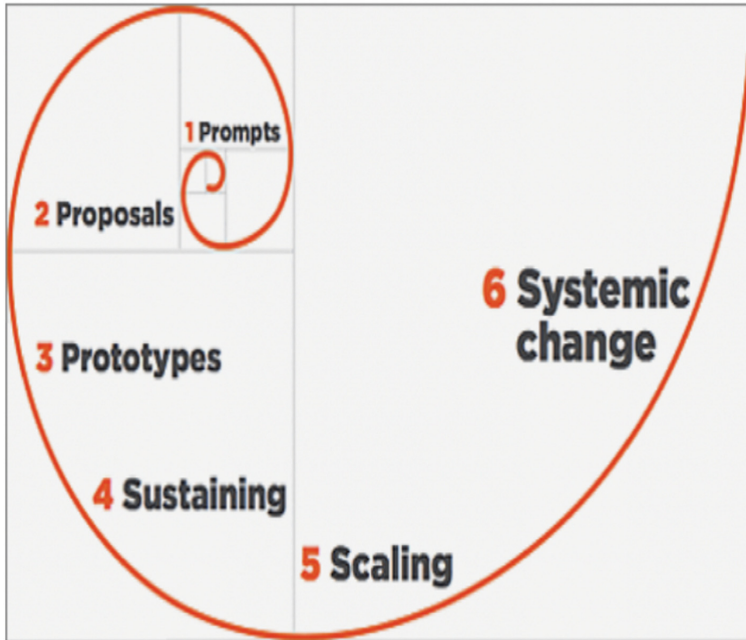 1 Prompts
2 Proposals
3 Prototypes
4 Sustaining
5 Scaling
6 Systemic
change